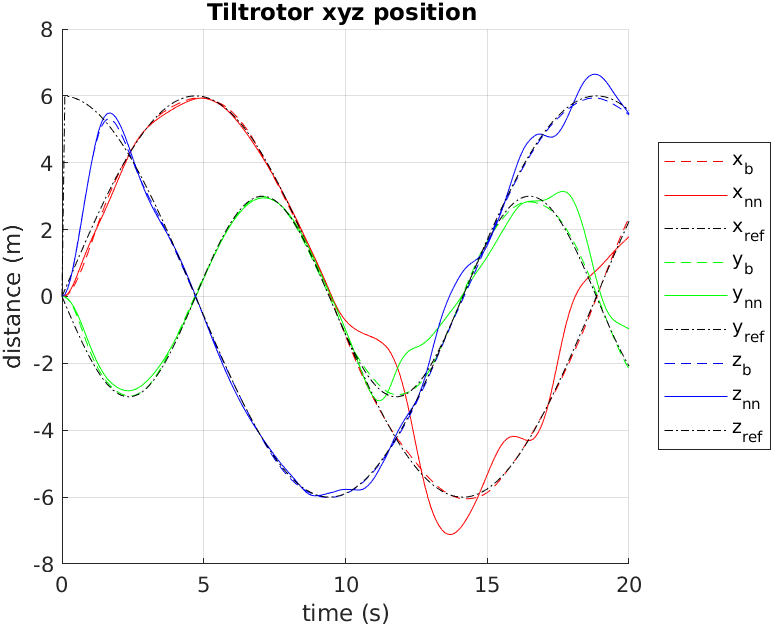 Tiltrotor xyz position
8
6
4
2
0
-2
-4
-6
-8
distance (m)
0 5 10 15 20
time (s)
x_b
x_nn
x_ref
y_b
y_nn
y_ref
z_b
z_nn
z_ref